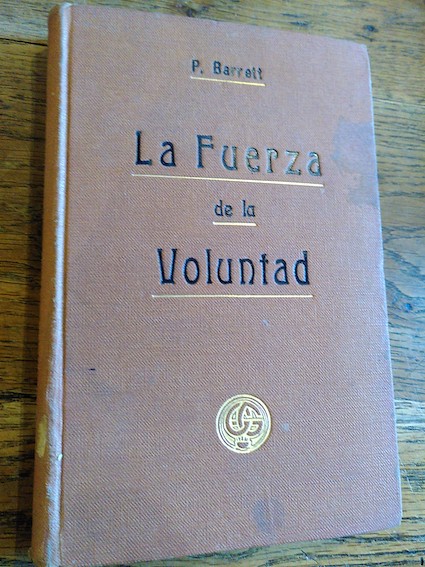 P. Barrett
La Fuerza
de la
Voluntad